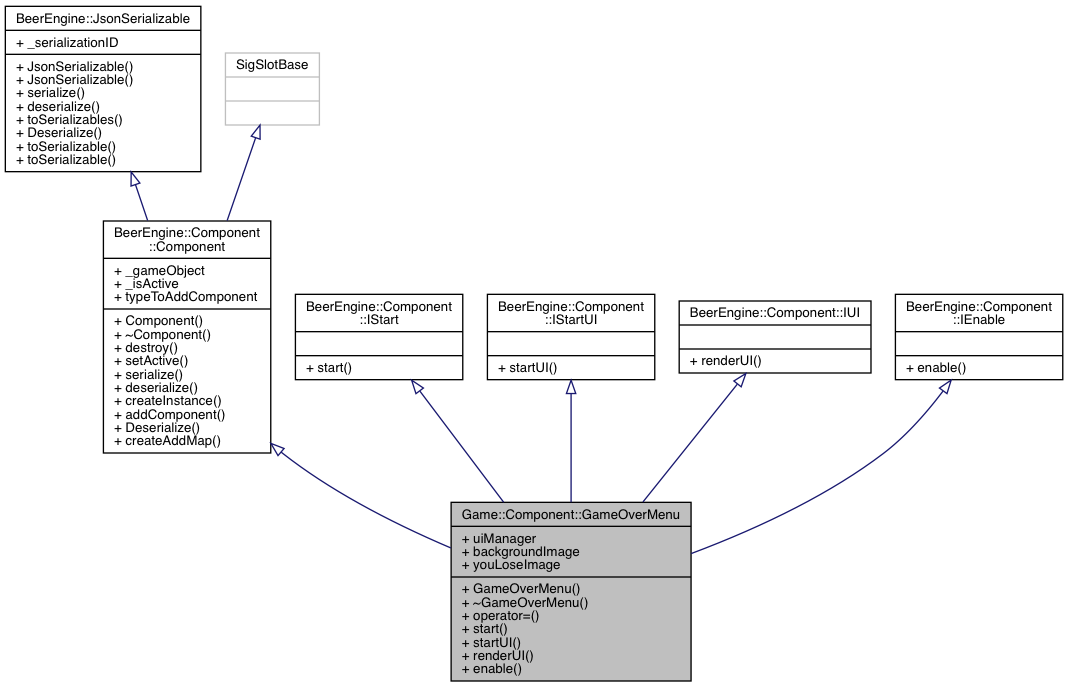 BeerEngine::JsonSerializable
+ _serializationID
+ JsonSerializable()
+ JsonSerializable()
+ serialize()
+ deserialize()
+ toSerializables()
+ Deserialize()
+ toSerializable()
+ toSerializable()
SigSlotBase
BeerEngine::Component
::Component
+ _gameObject
+ _isActive
+ typeToAddComponent
+ Component()
+ ~Component()
+ destroy()
+ setActive()
+ serialize()
+ deserialize()
+ createInstance()
+ addComponent()
+ Deserialize()
+ createAddMap()
BeerEngine::Component
::IStart
+ start()
BeerEngine::Component
::IStartUI
+ startUI()
BeerEngine::Component::IUI
+ renderUI()
BeerEngine::Component
::IEnable
+ enable()
Game::Component::GameOverMenu
+ uiManager
+ backgroundImage
+ youLoseImage
+ GameOverMenu()
+ ~GameOverMenu()
+ operator=()
+ start()
+ startUI()
+ renderUI()
+ enable()